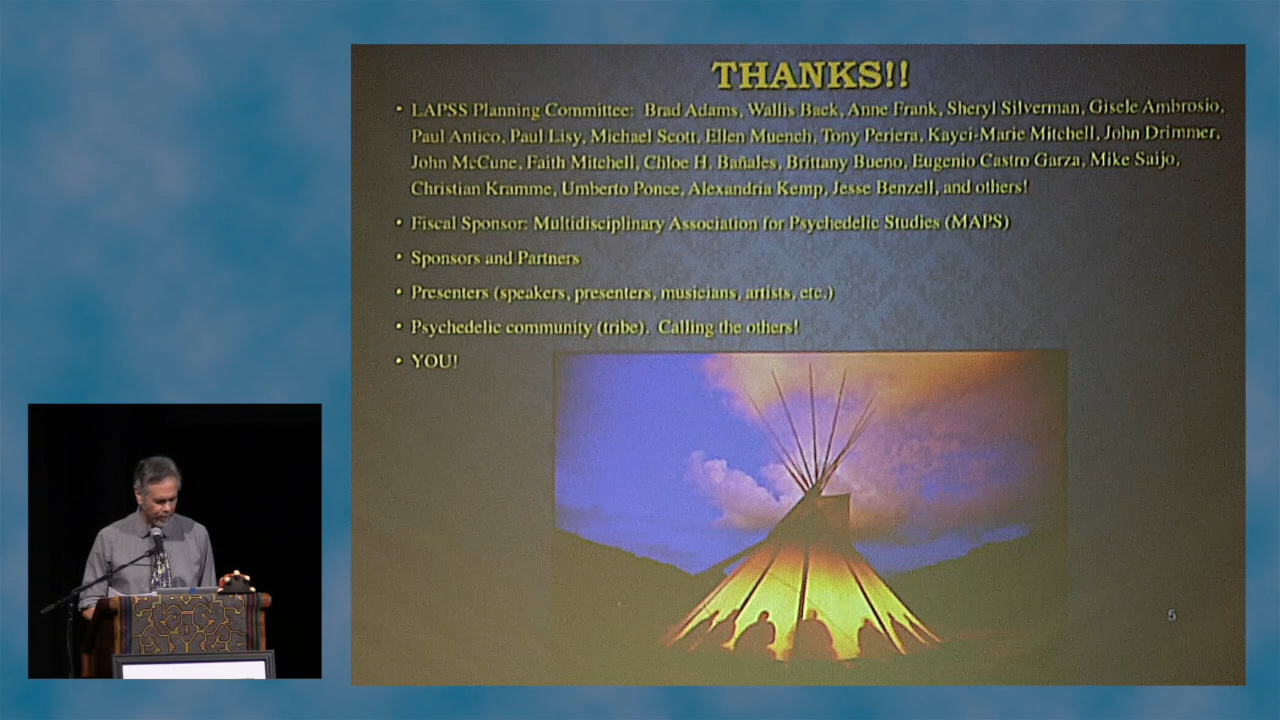 THANKS!!
• LAPSS Planning Committee: Brad Adams, Wallis Back, Anne Frank, Sheryl Silverman, Gisele Ambrosio,
Paul Antico, Paul Lisy, Michael Scott, Ellen Muench, Tony Periera, Kayci-Marie Mitchell, John Drimmer,
John McCune, Faith Mitchell, Chloe H. Bañales, Brittany Bueno, Eugenio Castro Garza, Mike Saijo,
Christian Kramme, Umberto Ponce, Alexandria Kemp, Jesse Benzell, and others!
• Fiscal Sponsor: Multidisciplinary Association for Psychedelic Studies (MAPS)
• Sponsors and Partners
• Presenters (speakers, presenters, musicians, artists, etc.)
• Psychedelic community (tribe). Calling the others!
• YOU!
5